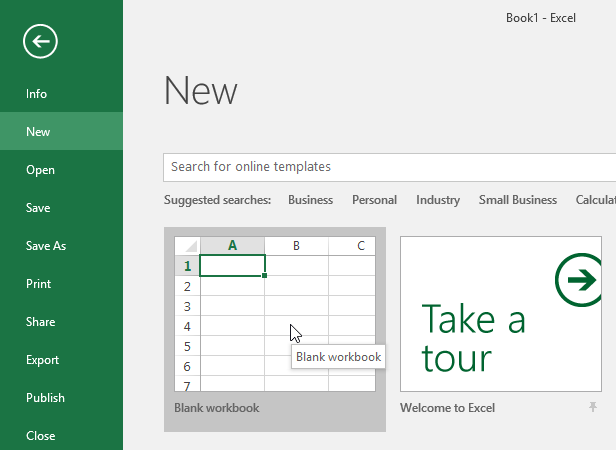 Book1 - Excel
Info
New
Open
Save
Save As
Print
Share
Export
Publish
Close
New
Search for online templates
Suggested searches: Business Personal Industry Small Business Calculat
A B C
1
2
3
4
5
6
7
Blank workbook
Blank workbook
Take a
tour
Welcome to Excel